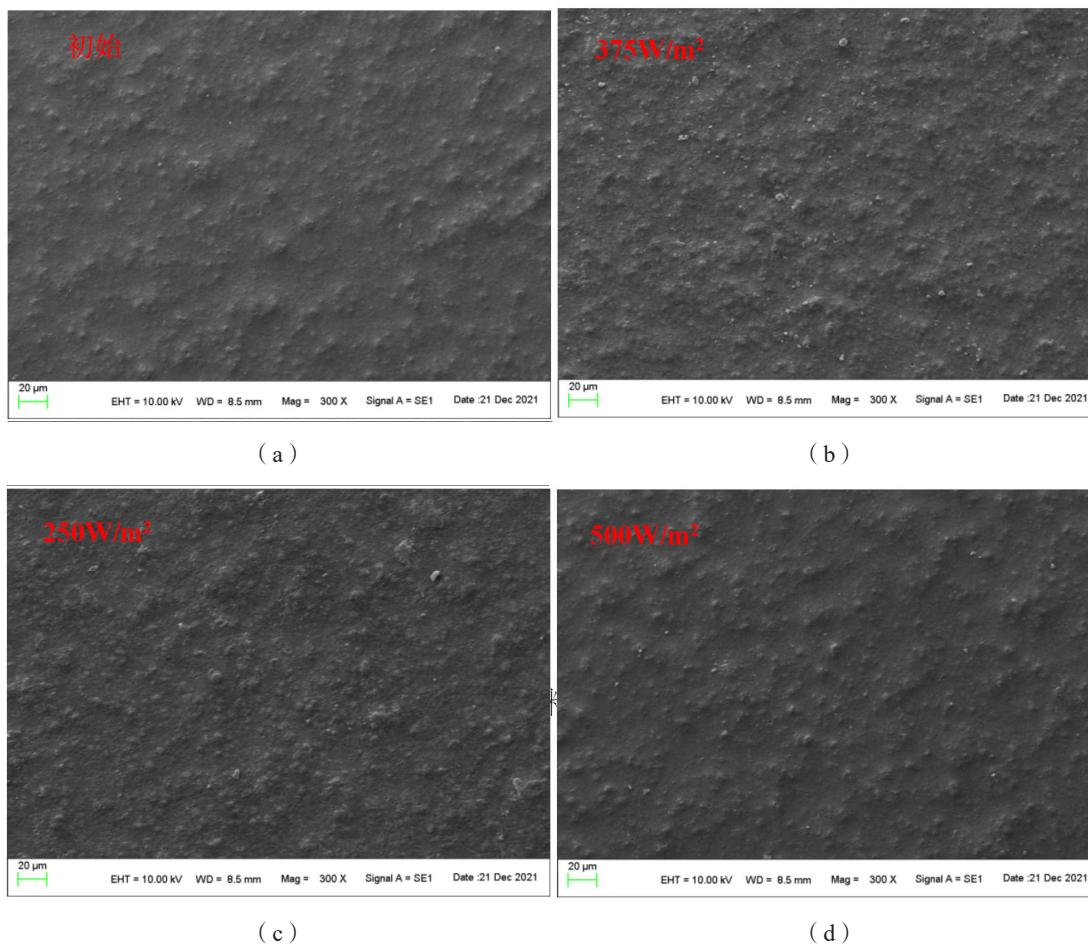 初始
20 µm
EHT = 10.00 kV WD = 8.5 mm Mag = 300 X Signal A = SE1 Date :21 Dec 2021
(a)
375W/m²
20 µm
EHT = 10.00 kV WD = 8.5 mm Mag = 300 X Signal A = SE1 Date :21 Dec 2021
(b)
250W/m²
20 µm
EHT = 10.00 kV WD = 8.5 mm Mag = 300 X Signal A = SE1 Date :21 Dec 2021
(c)
500W/m²
20 µm
EHT = 10.00 kV WD = 8.5 mm Mag = 300 X Signal A = SE1 Date :21 Dec 2021
(d)